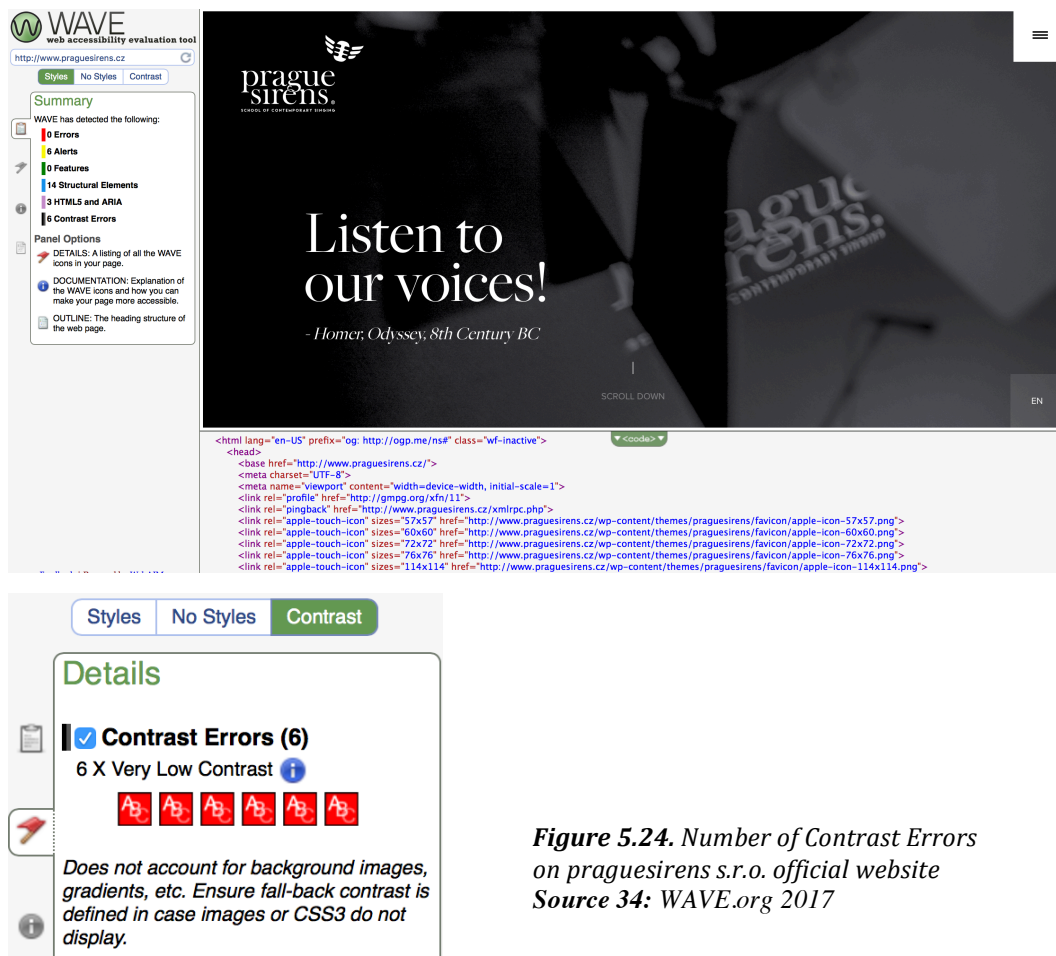 WAVE
web accessibility evaluation tool
http://www.praguesirens.cz
Styles No Styles Contrast
Summary
WAVE has detected the following:
0 Errors
6 Alerts
0 Features
14 Structural Elements
3 HTML5 and ARIA
6 Contrast Errors
Panel Options
DETAILS: A listing of all the WAVE
icons in your page.
DOCUMENTATION: Explanation of
the WAVE icons and how you can
make your page more accessible.
OUTLINE: The heading structure of
the web page.
prague
sirens.
SCHOOL OF CONTEMPORARY SINGING
Listen to
our voices!
- Homer, Odyssey, 8th Century BC
SCROLL DOWN
EN
prague
sirens.
CONTEMPORARY SINGING
<code>
<html lang="en-US" prefix="og: http://ogp.me/ns#" class="wf-inactive">
<head>
<base href="http://www.praguesirens.cz/">
<meta charset="UTF-8">
<meta name="viewport" content="width=device-width, initial-scale=1">
<link rel="profile" href="http://gmpg.org/xfn/11">
<link rel="pingback" href="http://www.praguesirens.cz/xmlrpc.php">
<link rel="apple-touch-icon" sizes="57x57" href="http://www.praguesirens.cz/wp-content/themes/praguesirens/favicon/apple-icon-57x57.png">
<link rel="apple-touch-icon" sizes="60x60" href="http://www.praguesirens.cz/wp-content/themes/praguesirens/favicon/apple-icon-60x60.png">
<link rel="apple-touch-icon" sizes="72x72" href="http://www.praguesirens.cz/wp-content/themes/praguesirens/favicon/apple-icon-72x72.png">
<link rel="apple-touch-icon" sizes="76x76" href="http://www.praguesirens.cz/wp-content/themes/praguesirens/favicon/apple-icon-76x76.png">
<link rel="apple-touch-icon" sizes="114x114" href="http://www.praguesirens.cz/wp-content/themes/praguesirens/favicon/apple-icon-114x114.png">
Styles No Styles Contrast
Details
Contrast Errors (6)
6 X Very Low Contrast
ABC ABC ABC ABC ABC ABC
Does not account for background images,
gradients, etc. Ensure fall-back contrast is
defined in case images or CSS3 do not
display.
Figure 5.24. Number of Contrast Errors
on praguesirens s.r.o. official website
Source 34: WAVE.org 2017